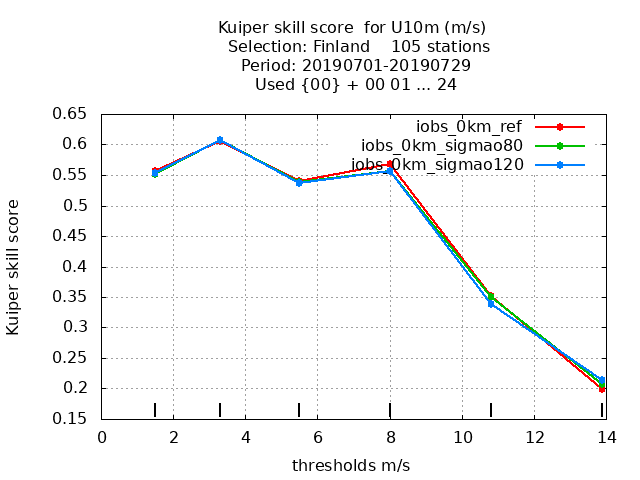 Kuiper skill score for U10m (m/s)
Selection: Finland 105 stations
Period: 20190701-20190729
Used {00} + 00 01 ... 24
iobs_0km_ref
iobs_0km_sigmao80
iobs_0km_sigmao120
Kuiper skill score
0.65
0.6
0.55
0.5
0.45
0.4
0.35
0.3
0.25
0.2
0.15
0 2 4 6 8 10 12 14
thresholds m/s